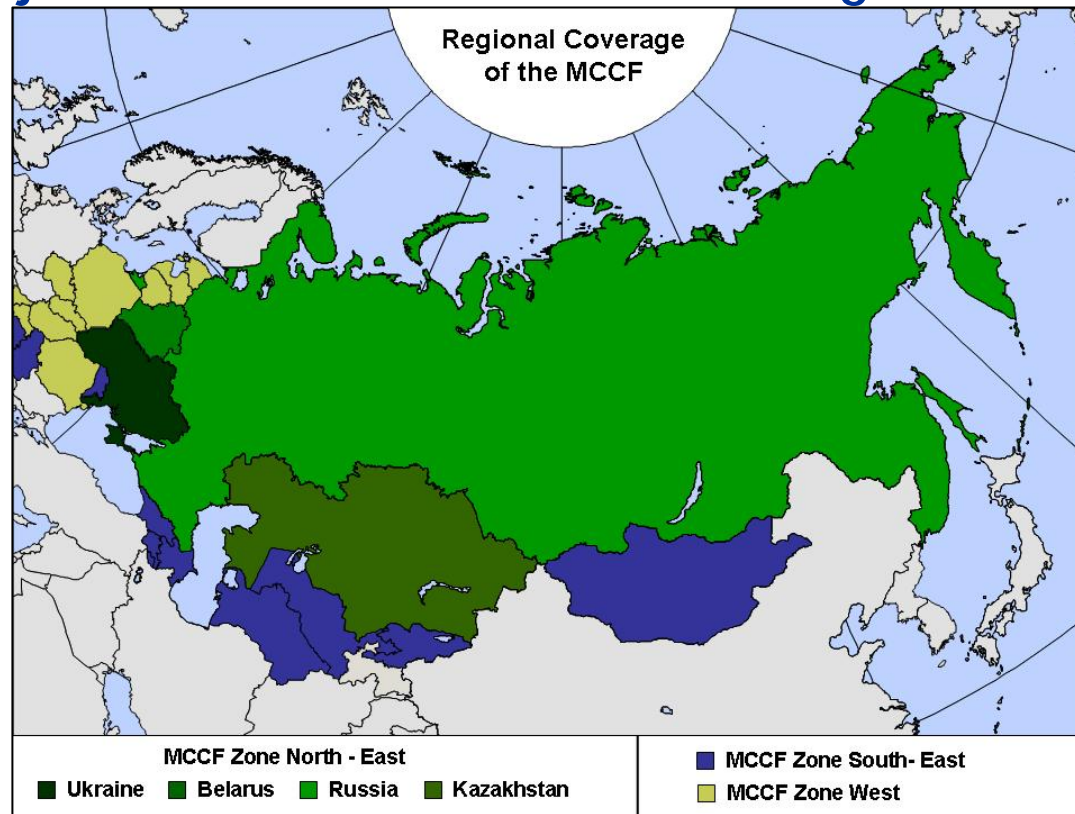 Regional Coverage
of the MCCF
MCCF Zone North - East
Ukraine Belarus Russia Kazakhstan
MCCF Zone South- East
MCCF Zone West